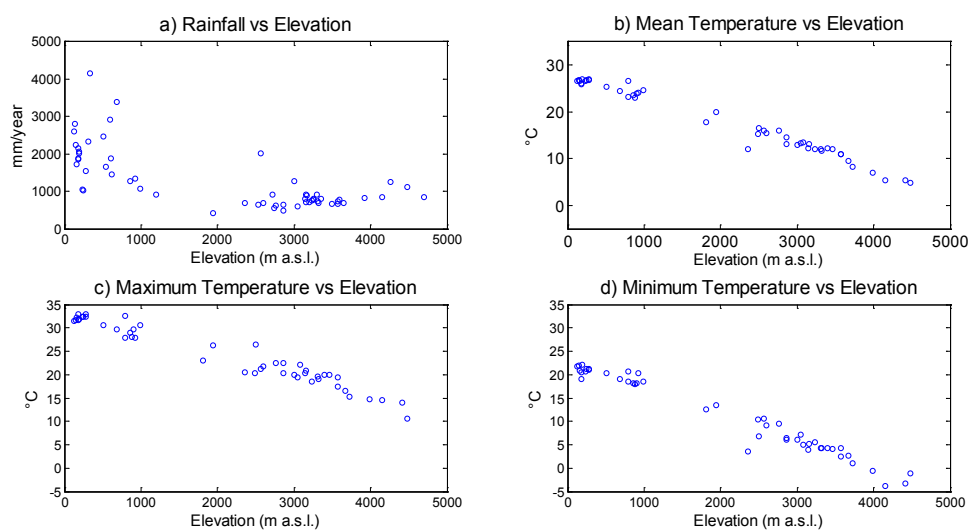 a) Rainfall vs Elevation
5000
4000
3000
2000
1000
0
mm/year
0 1000 2000 3000 4000 5000
Elevation (m a.s.l.)
b) Mean Temperature vs Elevation
30
20
10
0
°C
0 1000 2000 3000 4000 5000
Elevation (m a.s.l.)
c) Maximum Temperature vs Elevation
35
30
25
20
15
10
5
0
-5
°C
0 1000 2000 3000 4000 5000
Elevation (m a.s.l.)
d) Minimum Temperature vs Elevation
35
30
25
20
15
10
5
0
-5
°C
0 1000 2000 3000 4000 5000
Elevation (m a.s.l.)